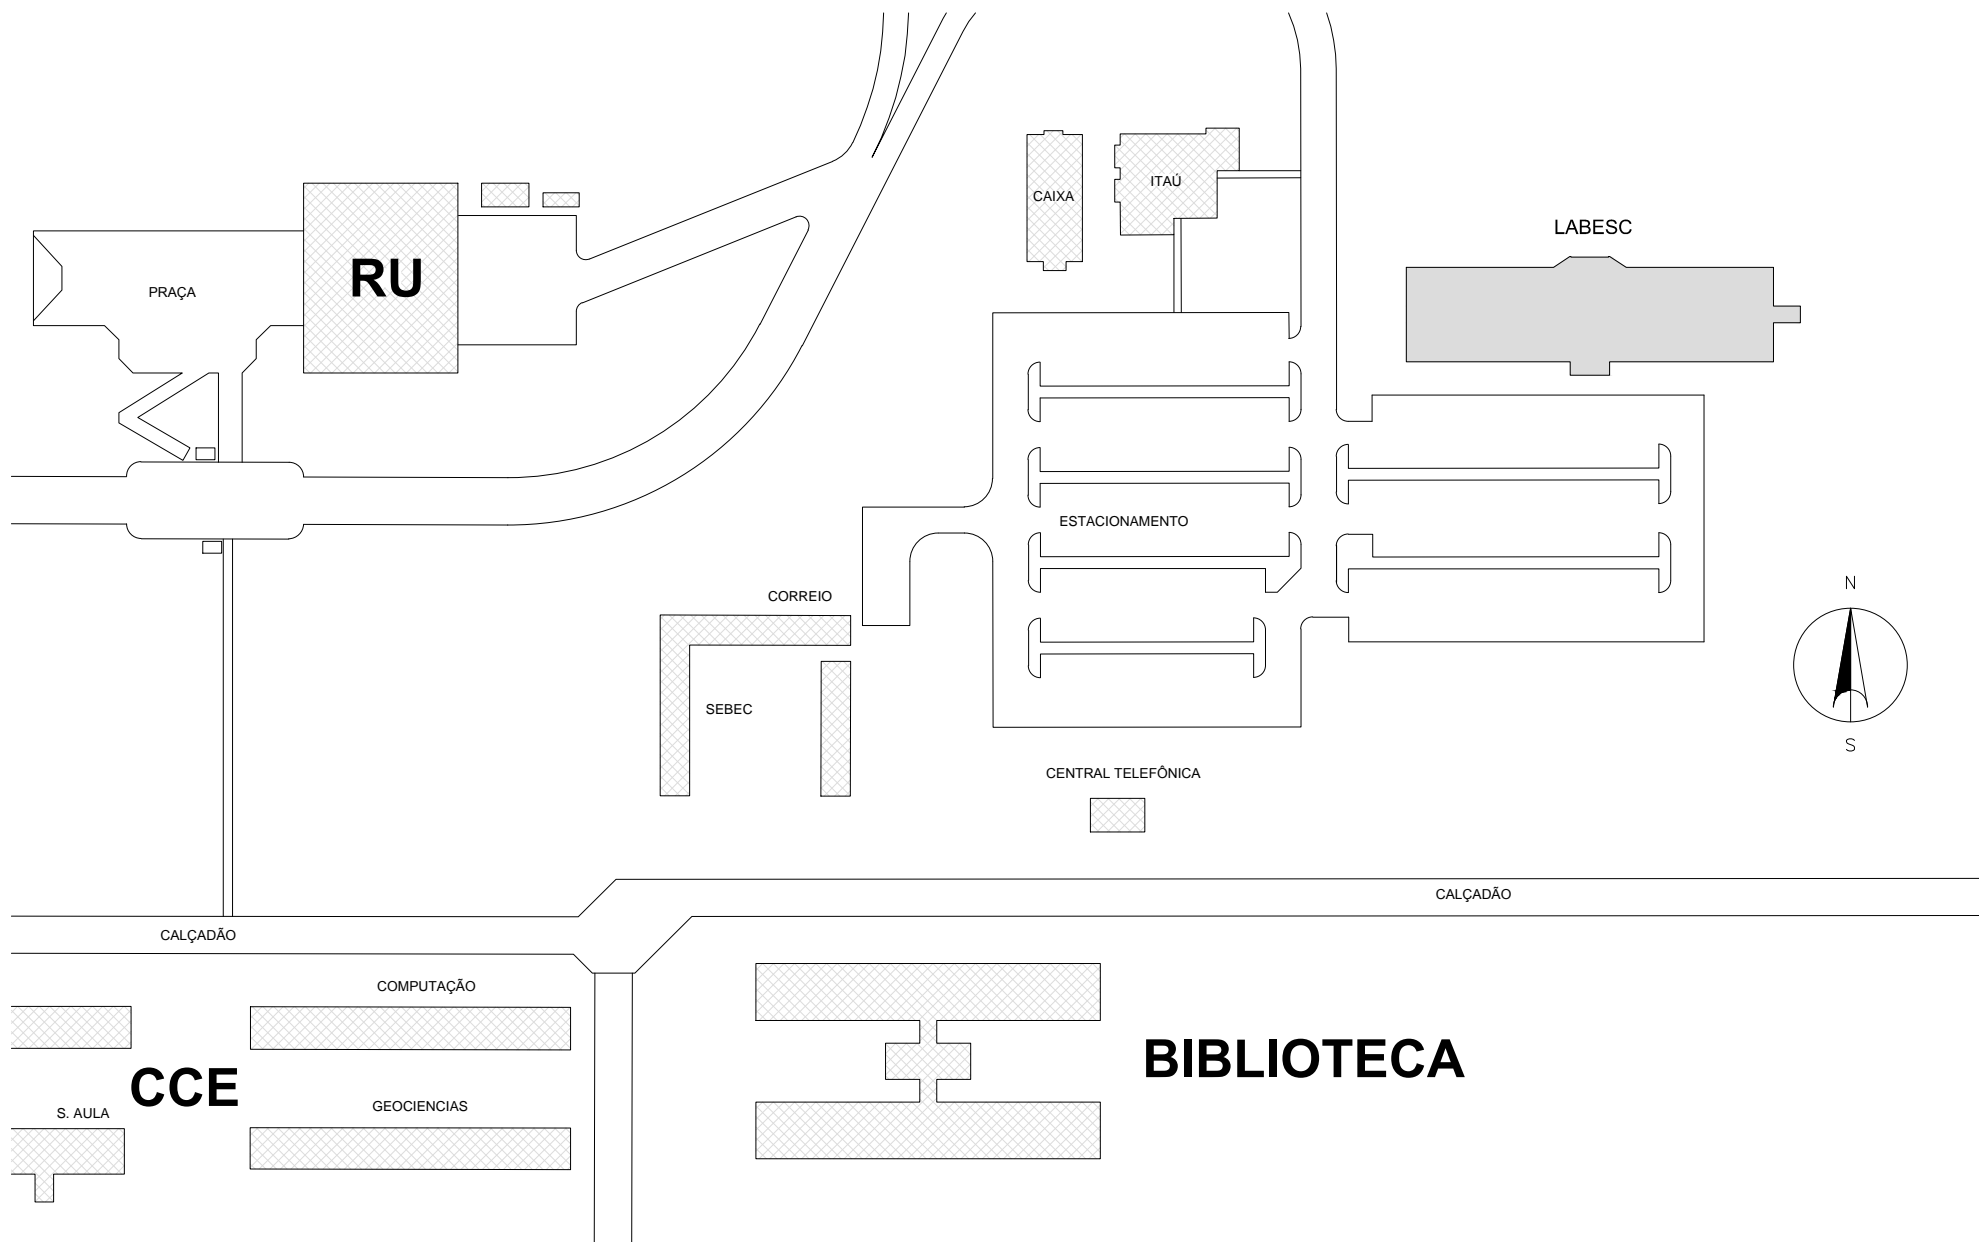 CAIXA
ITAÚ
LABESC
RU
PRAÇA
ESTACIONAMENTO
N
CORREIO
SEBEC
S
CENTRAL TELEFÔNICA
CALÇADÃO
CALÇADÃO
COMPUTAÇÃO
BIBLIOTECA
CCE
S. AULA
GEOCIENCIAS